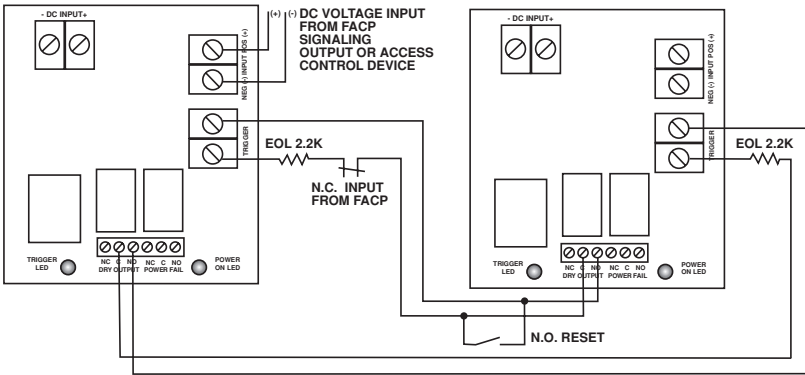 - DC INPUT+
(+) (-) DC VOLTAGE INPUT
FROM FACP
SIGNALING
OUTPUT OR ACCESS
CONTROL DEVICE
NEG (-) INPUT POS (+)
TRIGGER
EOL 2.2K
N.C. INPUT
FROM FACP
TRIGGER
LED
NC C NO NC C NO
DRY OUTPUT POWER FAIL
POWER
ON LED
- DC INPUT+
NEG (-) INPUT POS (+)
TRIGGER
EOL 2.2K
TRIGGER
LED
NC C NO NC C NO
DRY OUTPUT POWER FAIL
POWER
ON LED
N.O. RESET